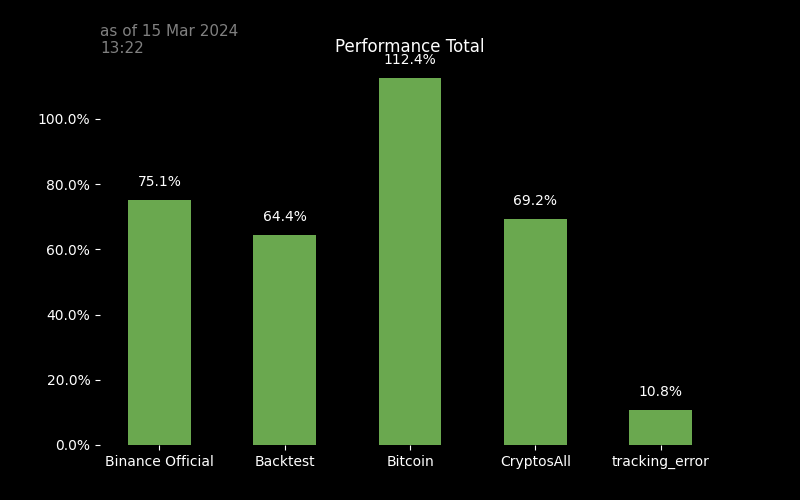 as of 15 Mar 2024
13:22
Performance Total
112.4%
100.0%
75.1%
80.0%
69.2%
64.4%
60.0%
40.0%
20.0%
10.8%
0.0%
Binance Official
Backtest
Bitcoin
CryptosAll
tracking_error